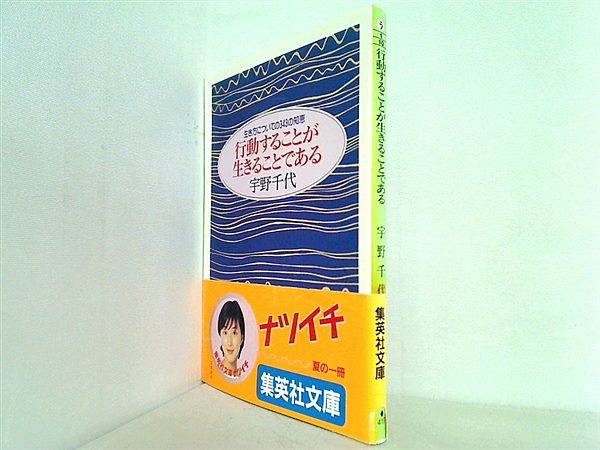 生き方についての343の知恵
行動することが
生きることである
宇野千代
ナツイチ
夏の一冊
集英社文庫
う
行動することが生きることである
宇野千代
集英社文庫